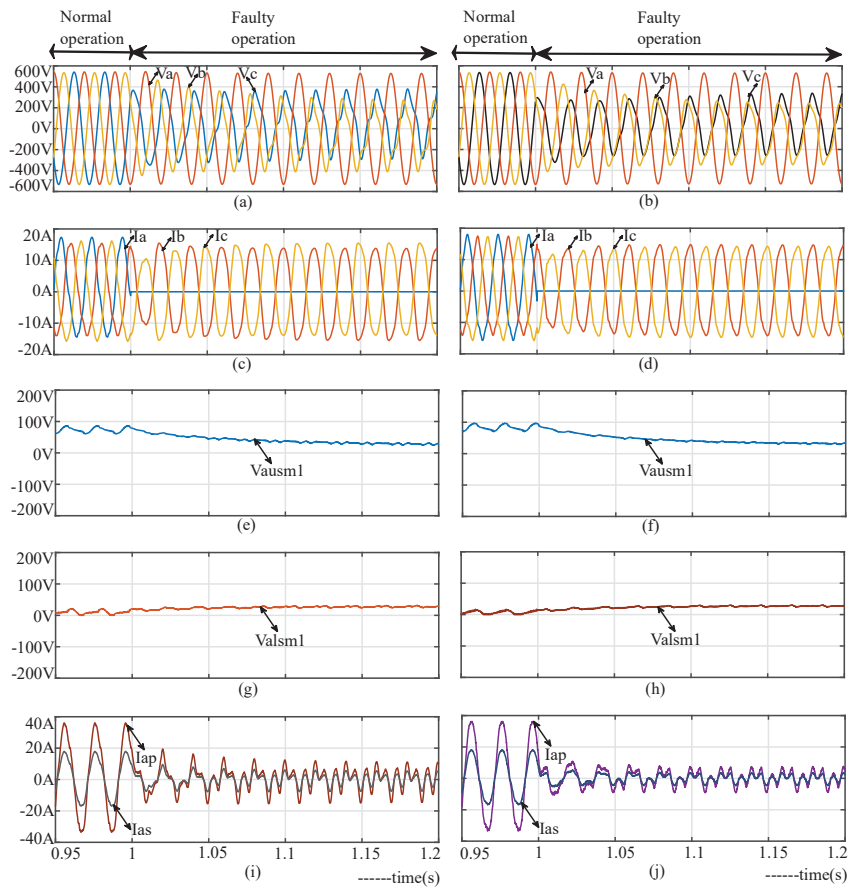 Normal
operation
Faulty
operation
Normal
operation
Faulty
operation
600V
400V
200V
0V
-200V
-400V
-600V
Va
Vb
Vc
(a)
Va
Vb
Vc
(b)
20A
10A
0A
-10A
-20A
Ia
Ib
Ic
(c)
Ia
Ib
Ic
(d)
200V
100V
0V
-100V
-200V
Vausm1
(e)
Vausm1
(f)
200V
100V
0V
-100V
-200V
Valsm1
(g)
Valsm1
(h)
40A
20A
0A
-20A
-40A
Iap
Ias
0.95 1 1.05 1.1 1.15 1.2
(i)
------time(s)
Iap
Ias
0.95 1 1.05 1.1 1.15 1.2
(j)
------time(s)